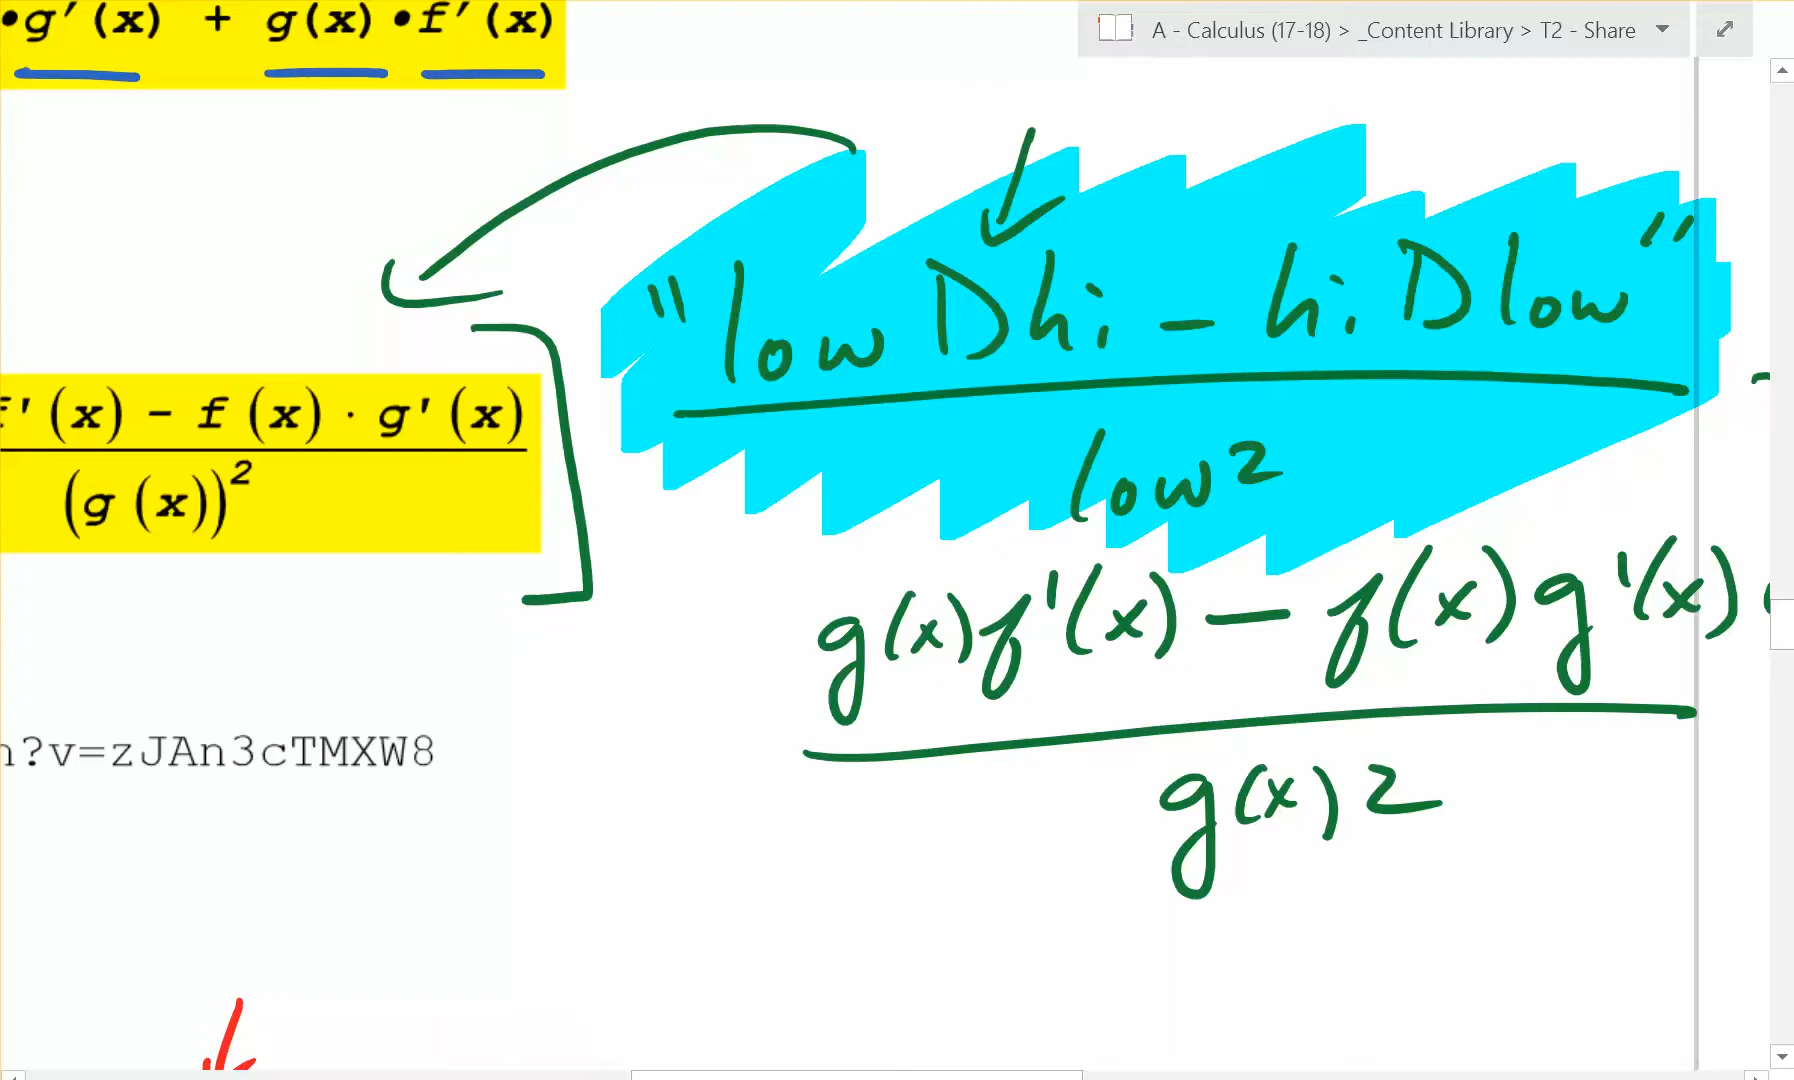 •g′(x) + g(x)•f′(x)
A - Calculus (17-18) > _Content Library > T2 - Share
"low Dhi - hi Dlow"
low²
f'(x) - f(x) · g'(x)
(g(x))²
g(x)f'(x) - f(x)g'(x)
g(x)2
n?v=zJAn3cTMXW8